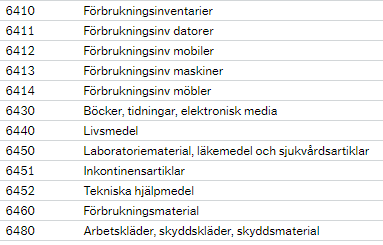 6410 Förbrukningsinventarier
6411 Förbrukningsinv datorer
6412 Förbrukningsinv mobiler
6413 Förbrukningsinv maskiner
6414 Förbrukningsinv möbler
6430 Böcker, tidningar, elektronisk media
6440 Livsmedel
6450 Laboratoriematerial, läkemedel och sjukvårdsartiklar
6451 Inkontinensartiklar
6452 Tekniska hjälpmedel
6460 Förbrukningsmaterial
6480 Arbetskläder, skyddskläder, skyddsmaterial